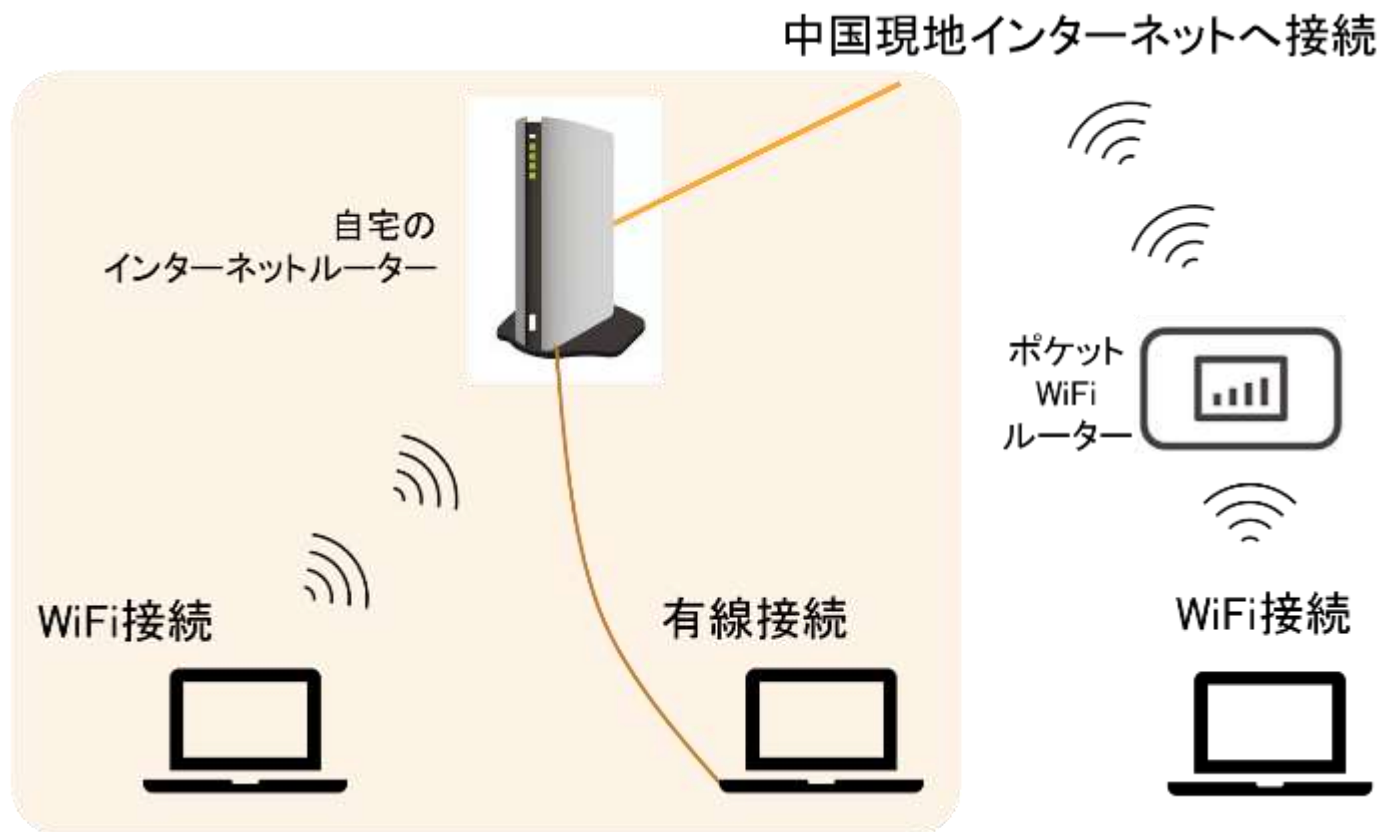 中国現地インターネットへ接続
自宅の
インターネットルーター
ポケット
WiFi
ルーター
WiFi接続
有線接続
WiFi接続